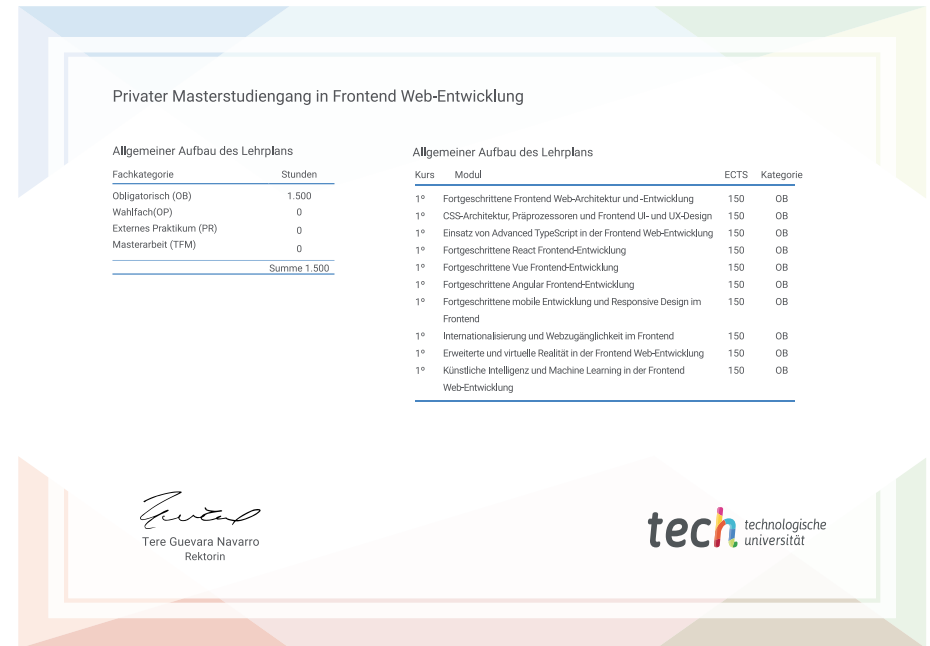 Privater Masterstudiengang in Frontend Web-Entwicklung
Allgemeiner Aufbau des Lehrplans
Fachkategorie Stunden
Obligatorisch (OB) 1.500
Wahlfach(OP) 0
Externes Praktikum (PR) 0
Masterarbeit (TFM) 0
Summe 1.500
Allgemeiner Aufbau des Lehrplans
Kurs Modul ECTS Kategorie
1º Fortgeschrittene Frontend Web-Architektur und -Entwicklung 150 OB
1º CSS-Architektur, Präprozessoren und Frontend UI- und UX-Design 150 OB
1º Einsatz von Advanced TypeScript in der Frontend Web-Entwicklung 150 OB
1º Fortgeschrittene React Frontend-Entwicklung 150 OB
1º Fortgeschrittene Vue Frontend-Entwicklung 150 OB
1º Fortgeschrittene Angular Frontend-Entwicklung 150 OB
1º Fortgeschrittene mobile Entwicklung und Responsive Design im 150 OB
Frontend
1º Internationalisierung und Webzugänglichkeit im Frontend 150 OB
1º Erweiterte und virtuelle Realität in der Frontend Web-Entwicklung 150 OB
1º Künstliche Intelligenz und Machine Learning in der Frontend 150 OB
Web-Entwicklung
Tere Guevara Navarro
Rektorin
tech technologische
universität